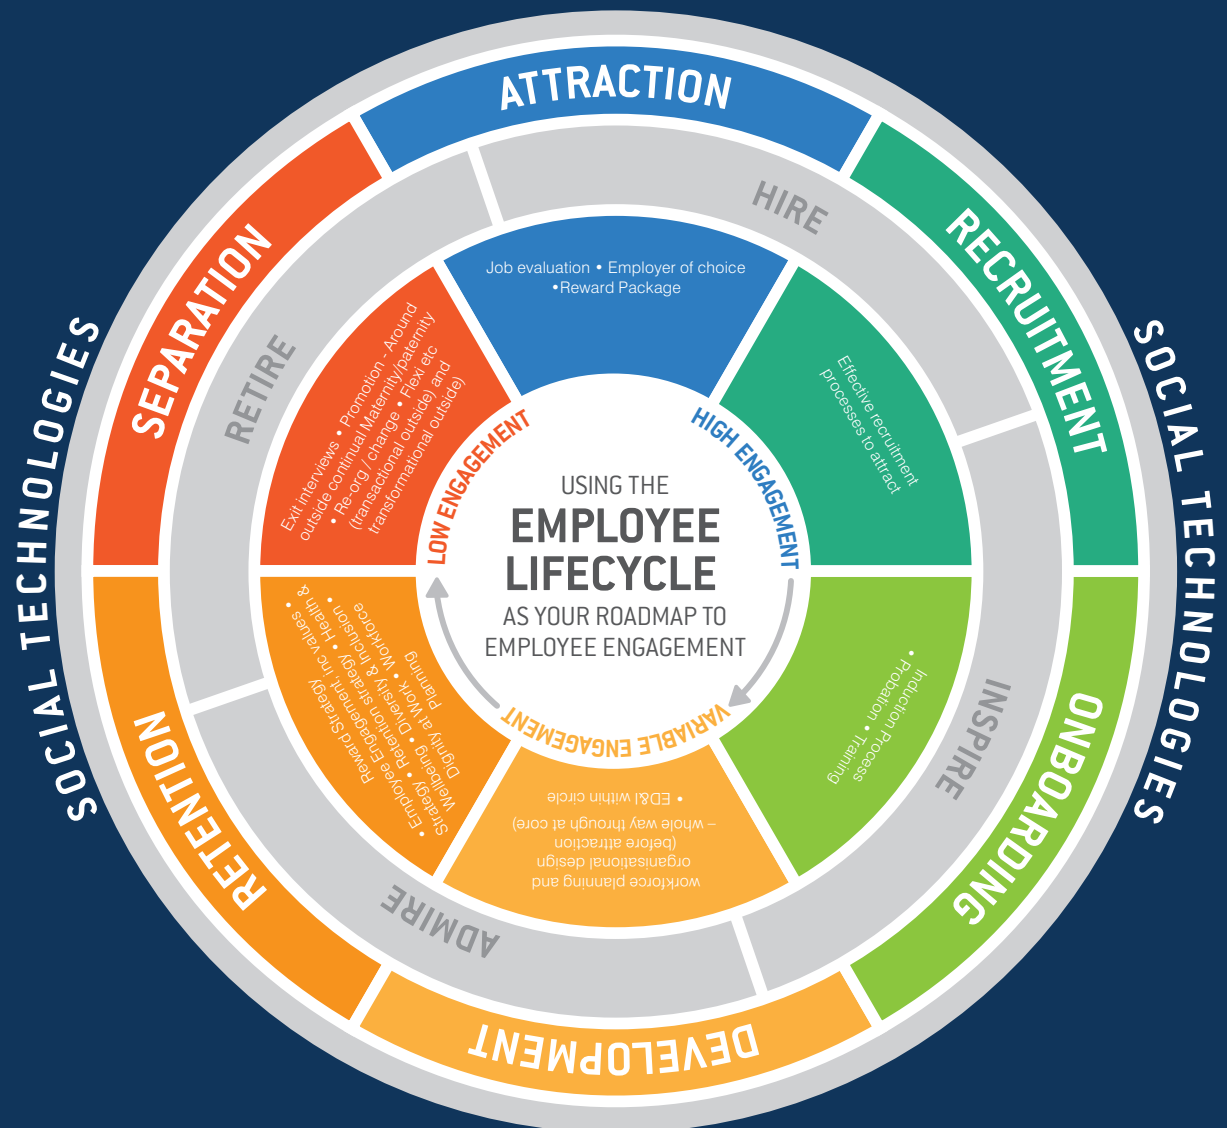 ATTRACTION
RECRUITMENT
ONBOARDING
DEVELOPMENT
RETENTION
SEPARATION
HIRE
INSPIRE
ADMIRE
RETIRE
Job evaluation • Employer of choice
•Reward Package
Effective recruitment
processes to attract
• Induction Process
• Probation • Training
workforce planning and
organisational design
(before attraction
– whole way through at core)
• ED&I within circle
• Employee Engagement, Inc values •
Reward Strategy
Strategy • Retention strategy • Health &
Wellbeing • Diversity & Inclusion •
Dignity at Work • Workforce
Planning
Exit interviews • Promotion - Around
outside continual Maternity/paternity
• Re-org / change • Flexi etc
(transactional outside) and
transformational outside)
HIGH ENGAGEMENT
VARIABLE ENGAGEMENT
LOW ENGAGEMENT
USING THE
EMPLOYEE
LIFECYCLE
AS YOUR ROADMAP TO
EMPLOYEE ENGAGEMENT
SOCIAL TECHNOLOGIES
SOCIAL TECHNOLOGIES